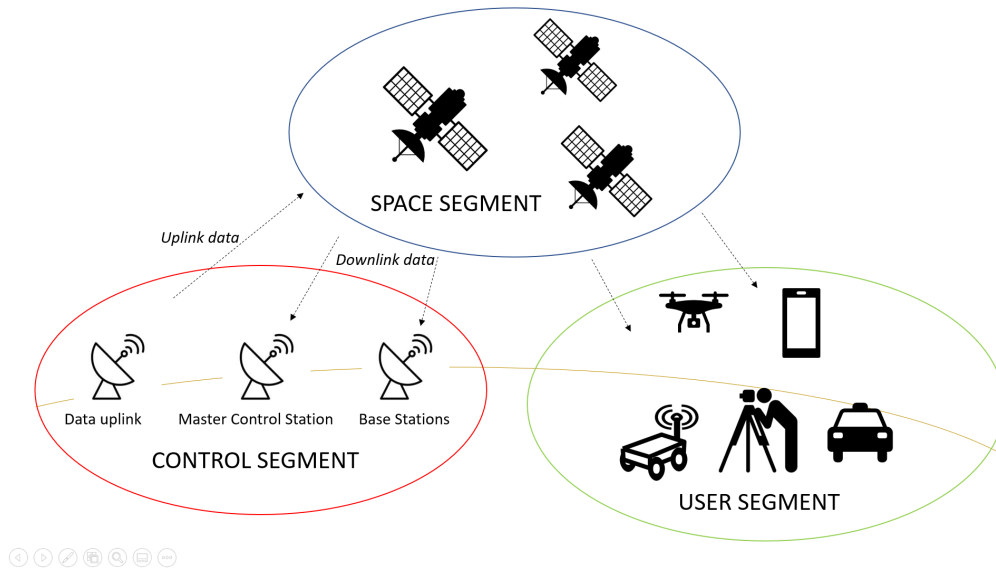 SPACE SEGMENT
Uplink data
Downlink data
Data uplink
Master Control Station
Base Stations
CONTROL SEGMENT
USER SEGMENT